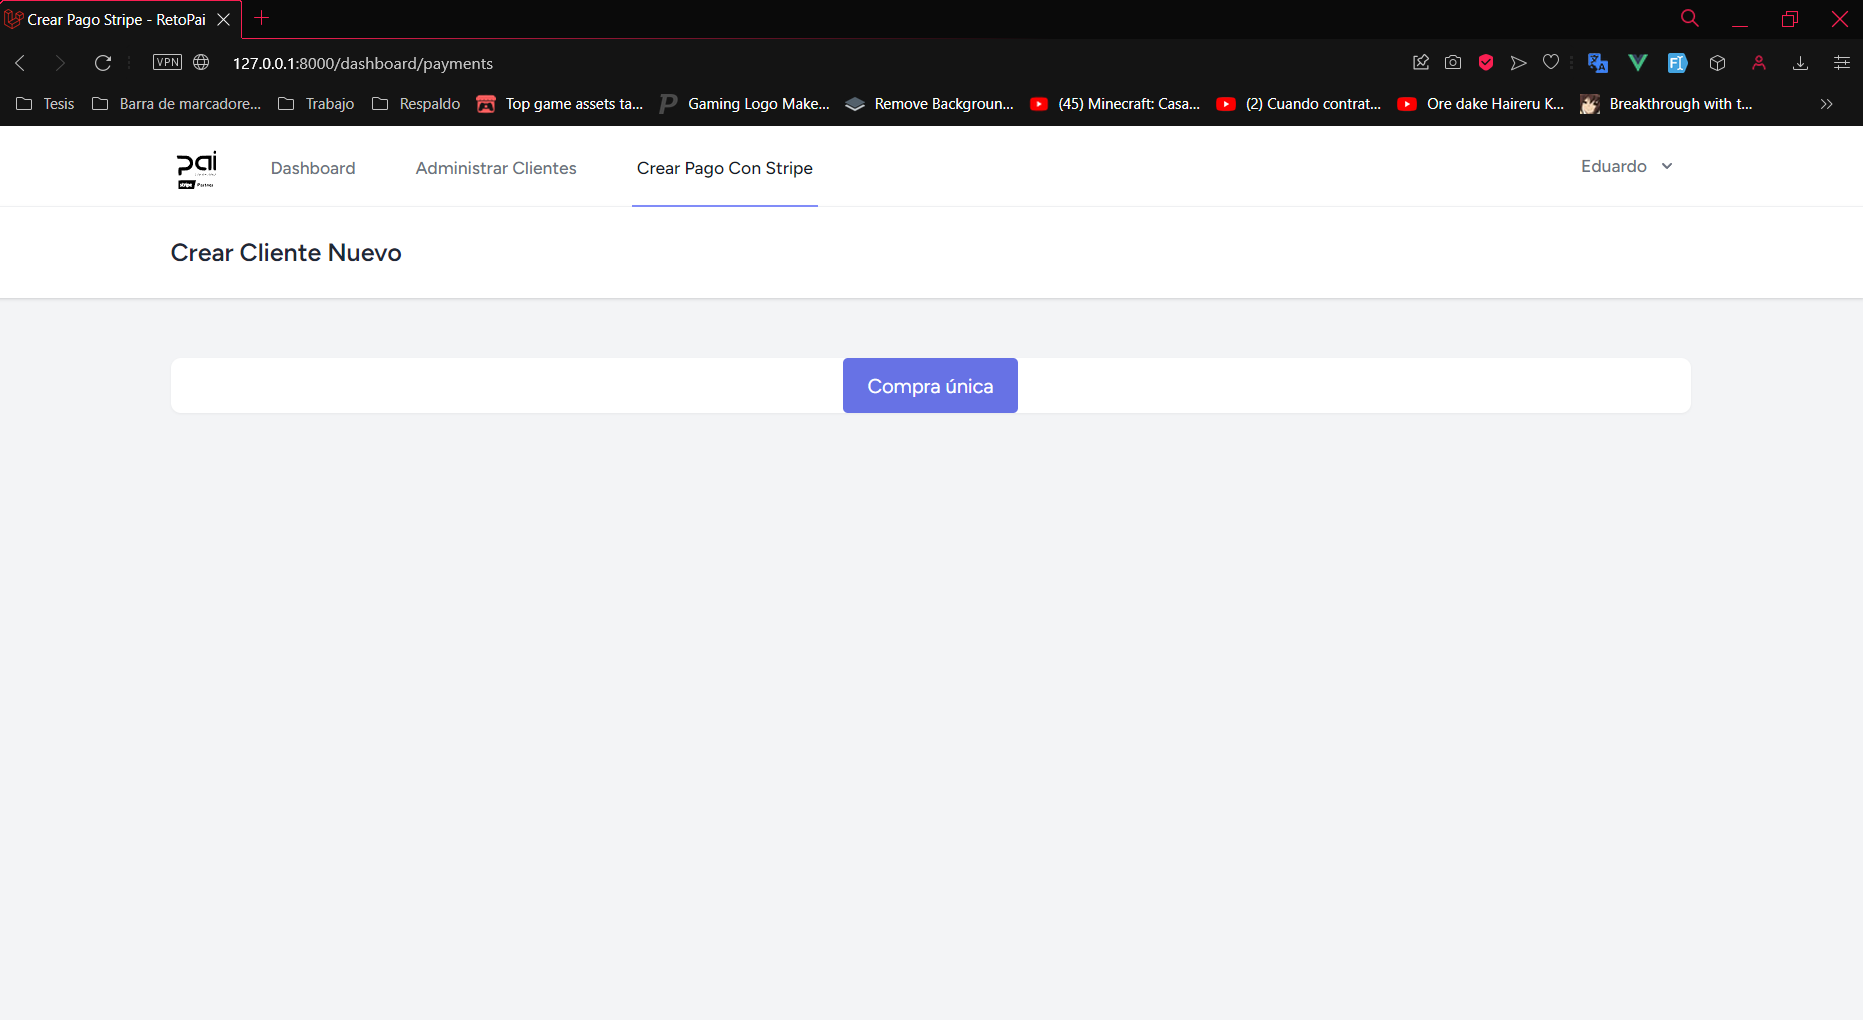 Crear Pago Stripe - RetoPai
VPN 127.0.0.1:8000/dashboard/payments
Tesis Barra de marcadore... Trabajo Respaldo Top game assets ta... Gaming Logo Make... Remove Backgroun... (45) Minecraft: Casa... (2) Cuando contrat... Ore dake Haireru K... Breakthrough with t...
pai
stripe Partner
Dashboard Administrar Clientes Crear Pago Con Stripe Eduardo
Crear Cliente Nuevo
Compra única